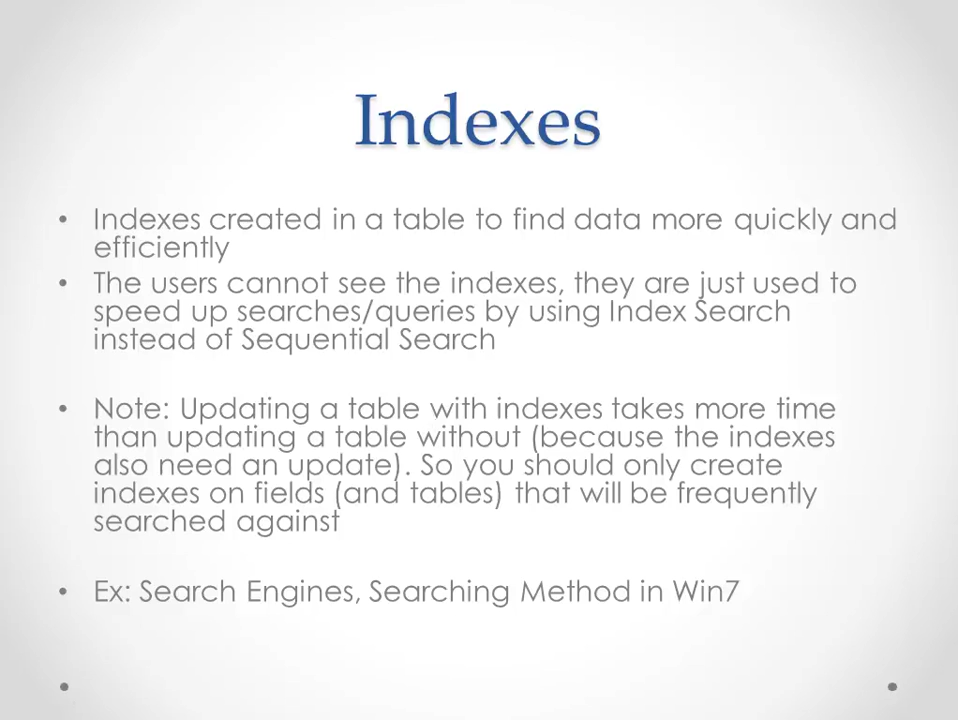 Indexes
• Indexes created in a table to find data more quickly and
efficiently
• The users cannot see the indexes, they are just used to
speed up searches/queries by using Index Search
instead of Sequential Search
• Note: Updating a table with indexes takes more time
than updating a table without (because the indexes
also need an update). So you should only create
indexes on fields (and tables) that will be frequently
searched against
• Ex: Search Engines, Searching Method in Win7